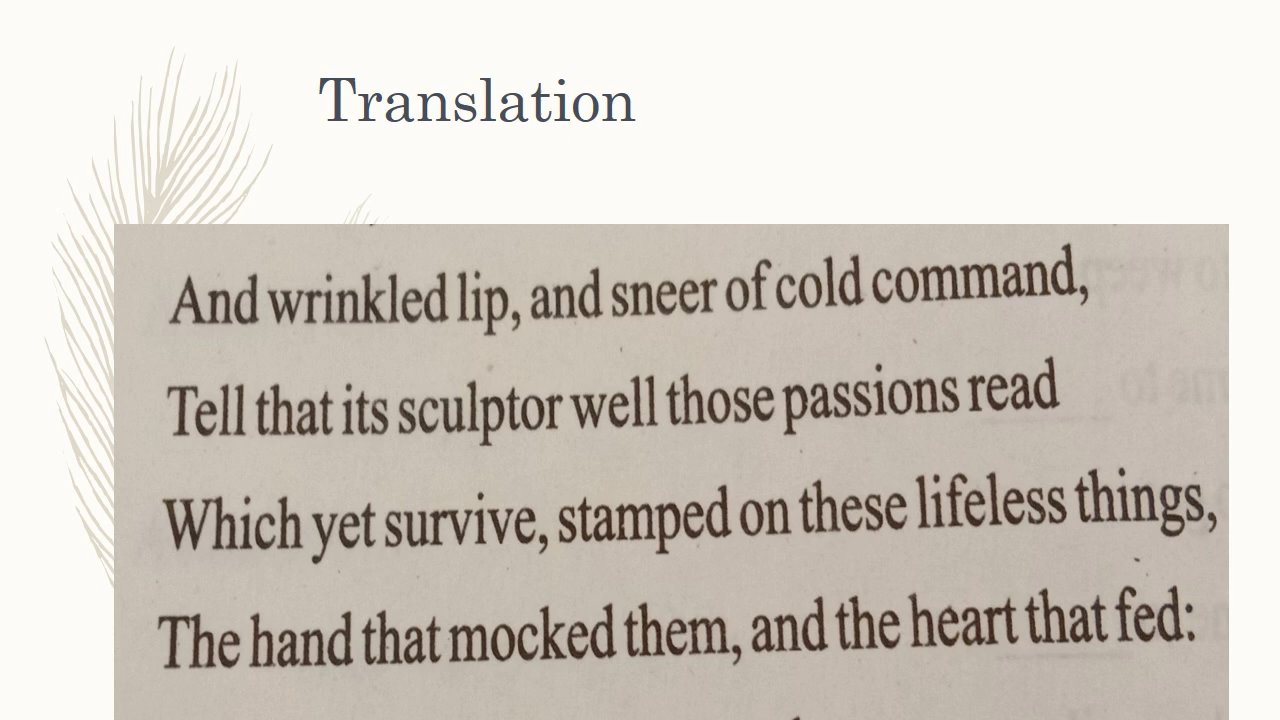 Translation
And wrinkled lip, and sneer of cold command,
Tell that its sculptor well those passions read
Which yet survive, stamped on these lifeless things,
The hand that mocked them, and the heart that fed: